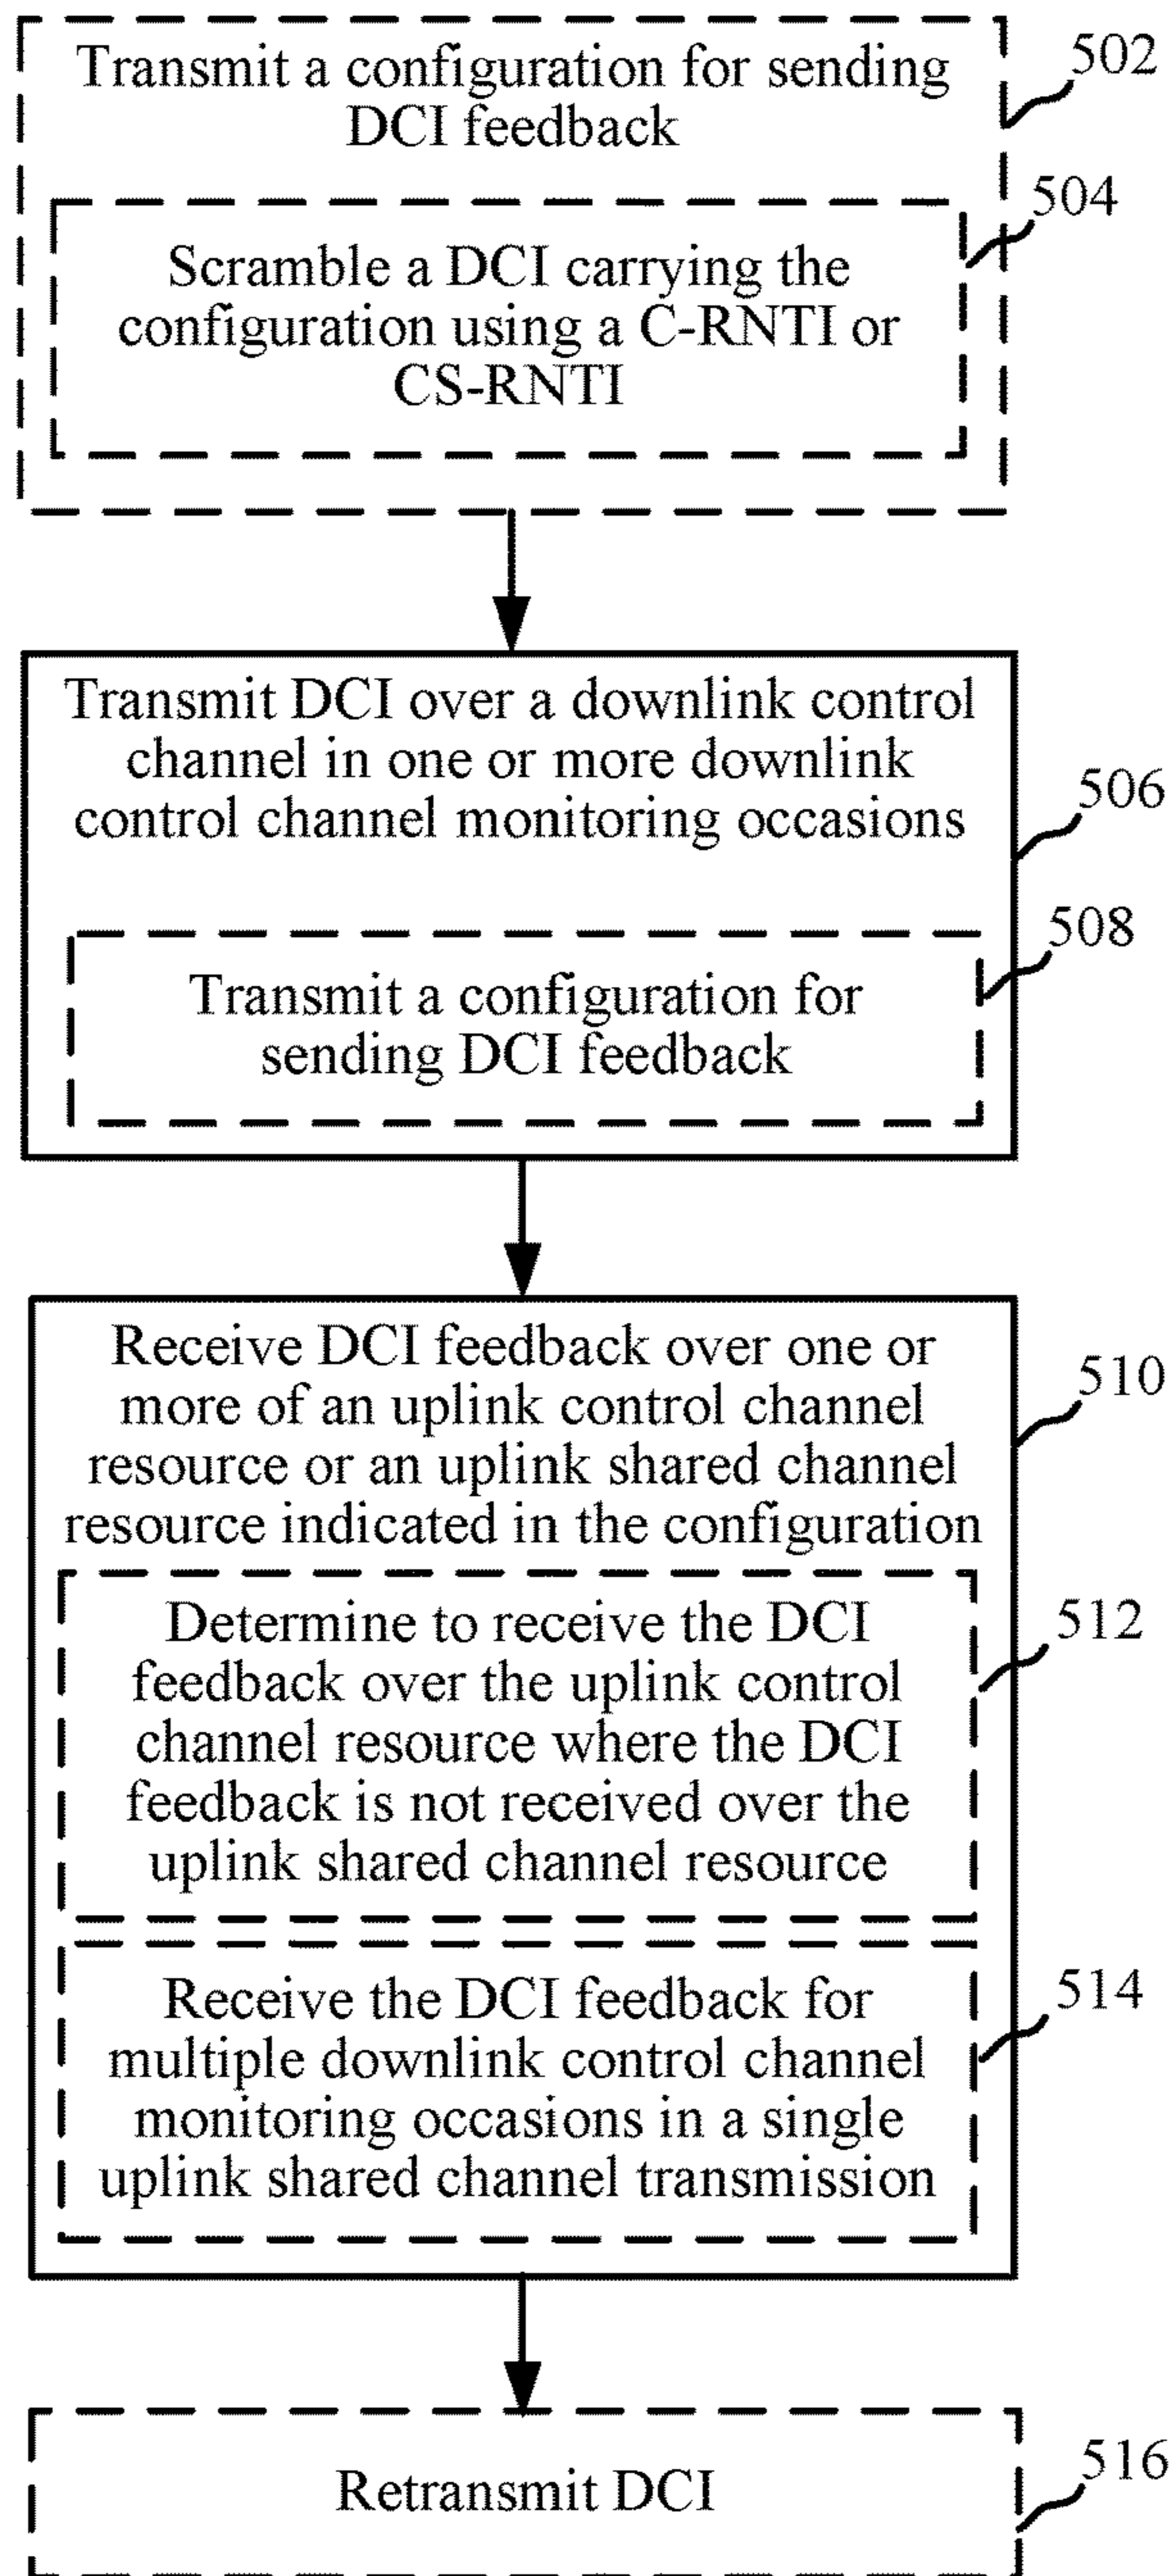 Transmit a configuration for sending
DCI feedback
502
504
Scramble a DCI carrying the
configuration using a C-RNTI or
CS-RNTI
Transmit DCI over a downlink control
channel in one or more downlink
control channel monitoring occasions
506
508
Transmit a configuration for
sending DCI feedback
Receive DCI feedback over one or
more of an uplink control channel
resource or an uplink shared channel
resource indicated in the configuration
510
Determine to receive the DCI
feedback over the uplink control
channel resource where the DCI
feedback is not received over the
uplink shared channel resource
512
Receive the DCI feedback for
multiple downlink control channel
monitoring occasions in a single
uplink shared channel transmission
514
Retransmit DCI
516